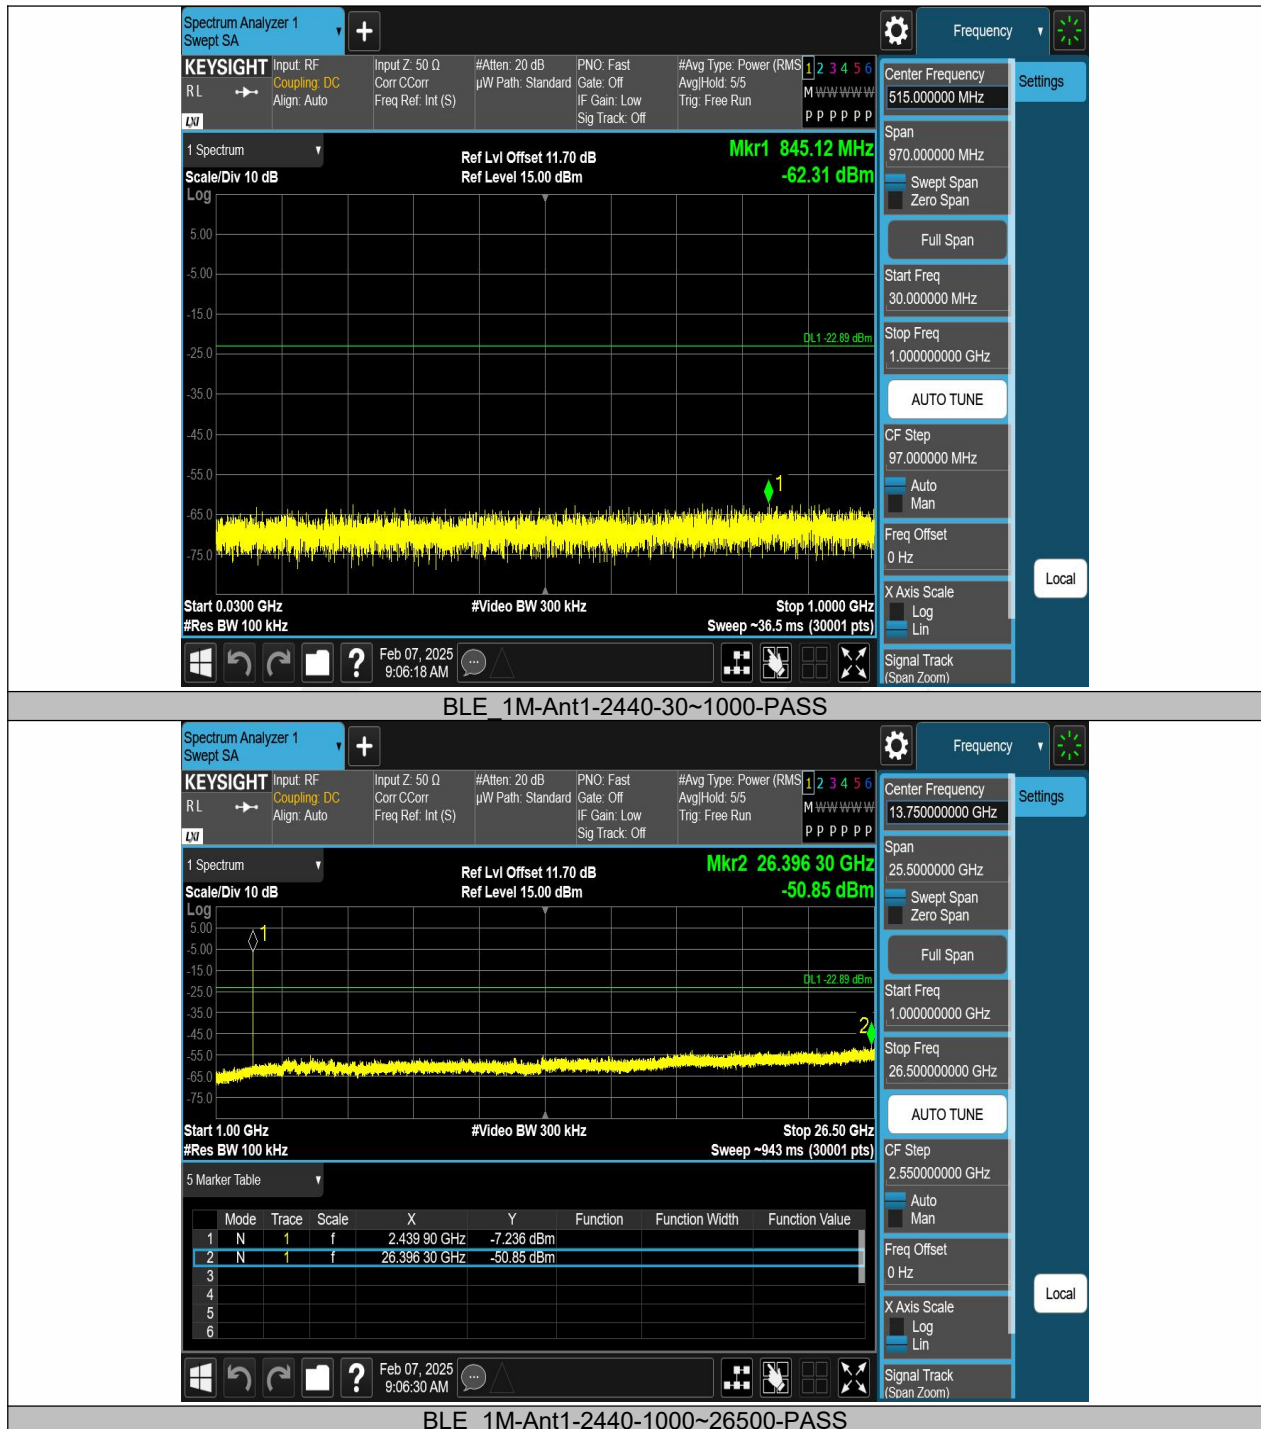 Spectrum Analyzer 1
Swept SA
+
Frequency
KEYSIGHT
R L
LXI
Input: RF
Coupling: DC
Align: Auto
Input Z: 50 Ω
Corr CCorr
Freq Ref: Int (S)
#Atten: 20 dB
µW Path: Standard
PNO: Fast
Gate: Off
IF Gain: Low
Sig Track: Off
#Avg Type: Power (RMS
Avg|Hold: 5/5
Trig: Free Run
1 2 3 4 5 6
M W W W W W
P P P P P P
1 Spectrum
Scale/Div 10 dB
Log
Ref Lvl Offset 11.70 dB
Ref Level 15.00 dBm
Mkr1 845.12 MHz
-62.31 dBm
5.00
-5.00
-15.0
DL1 -22.89 dBm
-25.0
-35.0
-45.0
-55.0
1
-65.0
-75.0
Start 0.0300 GHz
#Video BW 300 kHz
Stop 1.0000 GHz
#Res BW 100 kHz
Sweep ~36.5 ms (30001 pts)
Feb 07, 2025
9:06:18 AM
Center Frequency
515.000000 MHz
Settings
Span
970.000000 MHz
Swept Span
Zero Span
Full Span
Start Freq
30.000000 MHz
Stop Freq
1.000000000 GHz
AUTO TUNE
CF Step
97.000000 MHz
Auto
Man
Freq Offset
0 Hz
Local
X Axis Scale
Log
Lin
Signal Track
(Span Zoom)
BLE_1M-Ant1-2440-30~1000-PASS
Spectrum Analyzer 1
Swept SA
+
Frequency
KEYSIGHT
R L
LXI
Input: RF
Coupling: DC
Align: Auto
Input Z: 50 Ω
Corr CCorr
Freq Ref: Int (S)
#Atten: 20 dB
µW Path: Standard
PNO: Fast
Gate: Off
IF Gain: Low
Sig Track: Off
#Avg Type: Power (RMS
Avg|Hold: 5/5
Trig: Free Run
1 2 3 4 5 6
M W W W W W
P P P P P P
1 Spectrum
Scale/Div 10 dB
Log
Ref Lvl Offset 11.70 dB
Ref Level 15.00 dBm
Mkr2 26.396 30 GHz
-50.85 dBm
5.00
1
-5.00
-15.0
DL1 -22.89 dBm
-25.0
-35.0
2
-45.0
-55.0
-65.0
-75.0
Start 1.00 GHz
#Video BW 300 kHz
Stop 26.50 GHz
#Res BW 100 kHz
Sweep ~943 ms (30001 pts)
5 Marker Table
Mode Trace Scale X Y Function Function Width Function Value
1 N 1 f 2.439 90 GHz -7.236 dBm
2 N 1 f 26.396 30 GHz -50.85 dBm
3
4
5
6
Feb 07, 2025
9:06:30 AM
Center Frequency
13.750000000 GHz
Settings
Span
25.5000000 GHz
Swept Span
Zero Span
Full Span
Start Freq
1.000000000 GHz
Stop Freq
26.500000000 GHz
AUTO TUNE
CF Step
2.550000000 GHz
Auto
Man
Freq Offset
0 Hz
Local
X Axis Scale
Log
Lin
Signal Track
(Span Zoom)
BLE_1M-Ant1-2440-1000~26500-PASS